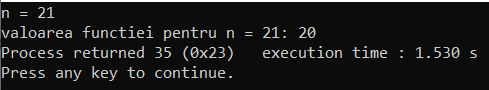 n = 21
valoarea functiei pentru n = 21: 20
Process returned 35 (0x23)   execution time : 1.530 s
Press any key to continue.